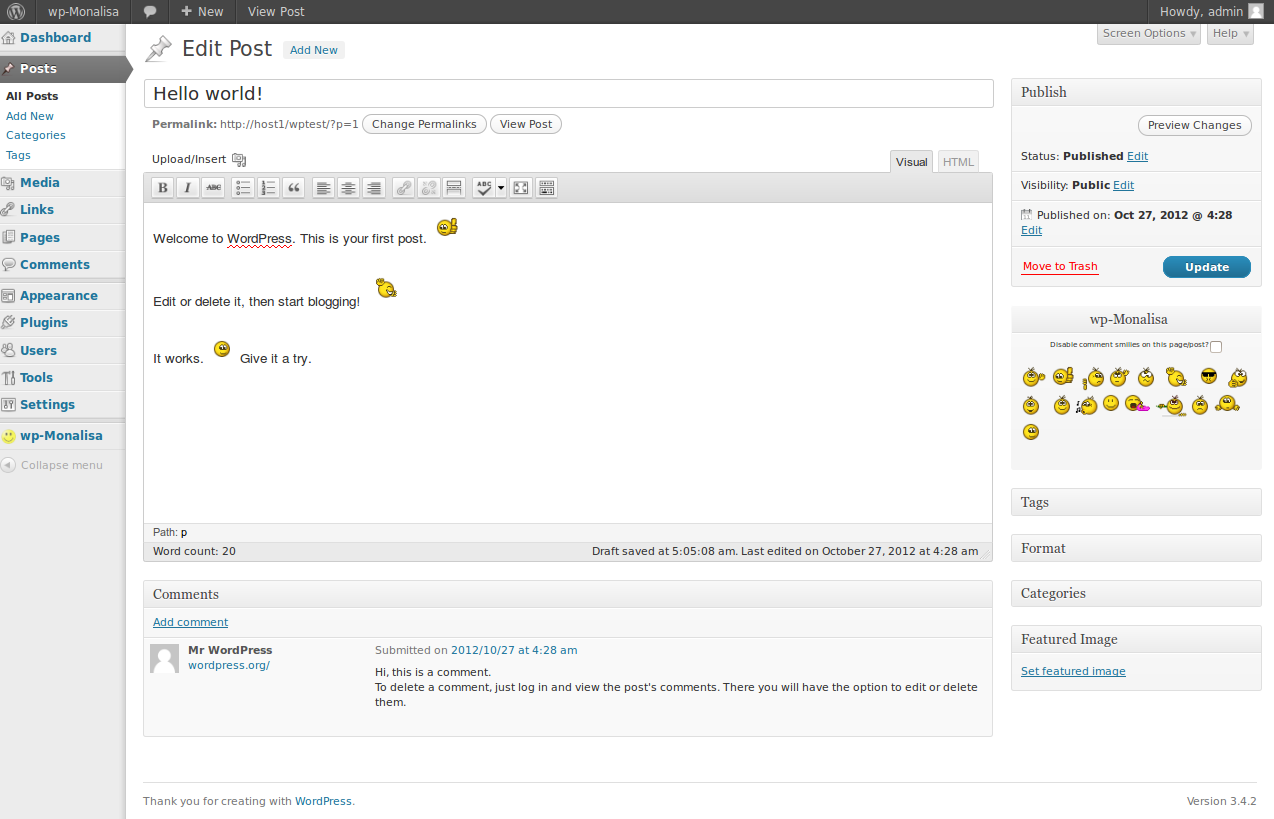 wp-Monalisa New View Post Howdy, admin
Screen Options Help
Dashboard
Posts
All Posts
Add New
Categories
Tags
Media
Links
Pages
Comments
Appearance
Plugins
Users
Tools
Settings
wp-Monalisa
Collapse menu
Edit Post Add New
Hello world!
Permalink: http://host1/wptest/?p=1 Change Permalinks View Post
Upload/Insert Visual HTML
B I ABC ABC
Welcome to WordPress. This is your first post.
Edit or delete it, then start blogging!
It works. Give it a try.
Path: p
Word count: 20 Draft saved at 5:05:08 am. Last edited on October 27, 2012 at 4:28 am
Comments
Add comment
Mr WordPress
wordpress.org/
Submitted on 2012/10/27 at 4:28 am
Hi, this is a comment.
To delete a comment, just log in and view the post's comments. There you will have the option to edit or delete
them.
Publish
Preview Changes
Status: Published Edit
Visibility: Public Edit
Published on: Oct 27, 2012 @ 4:28
Edit
Move to Trash Update
wp-Monalisa
Disable comment smilies on this page/post?
Tags
Format
Categories
Featured Image
Set featured image
Thank you for creating with WordPress. Version 3.4.2